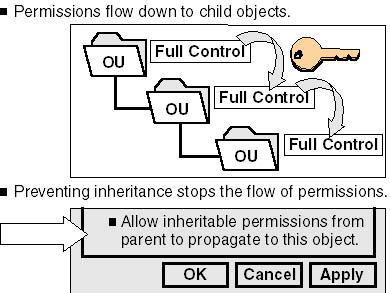 Permissions flow down to child objects.
OU
Full Control
OU
Full Control
OU
Full Control
Preventing inheritance stops the flow of permissions.
Allow inheritable permissions from
parent to propagate to this object.
OK
Cancel
Apply